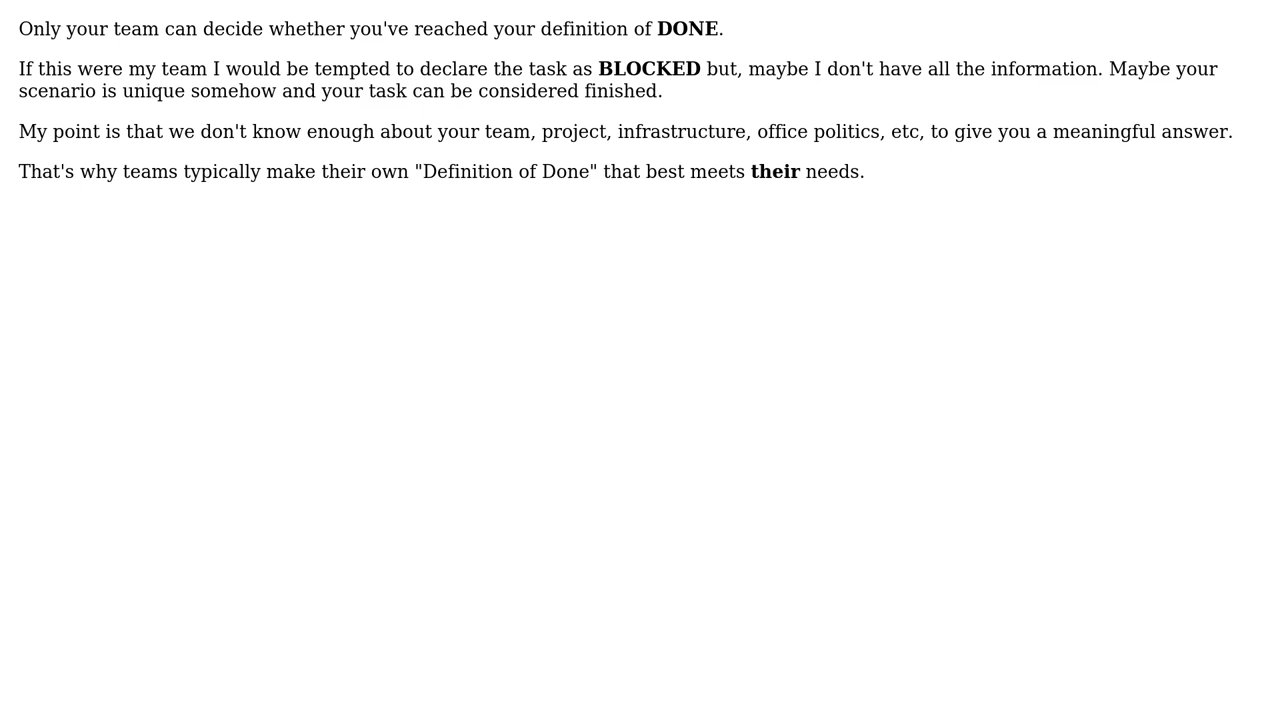 Only your team can decide whether you've reached your definition of DONE.
If this were my team I would be tempted to declare the task as BLOCKED but, maybe I don't have all the information. Maybe your
scenario is unique somehow and your task can be considered finished.
My point is that we don't know enough about your team, project, infrastructure, office politics, etc, to give you a meaningful answer.
That's why teams typically make their own "Definition of Done" that best meets their needs.